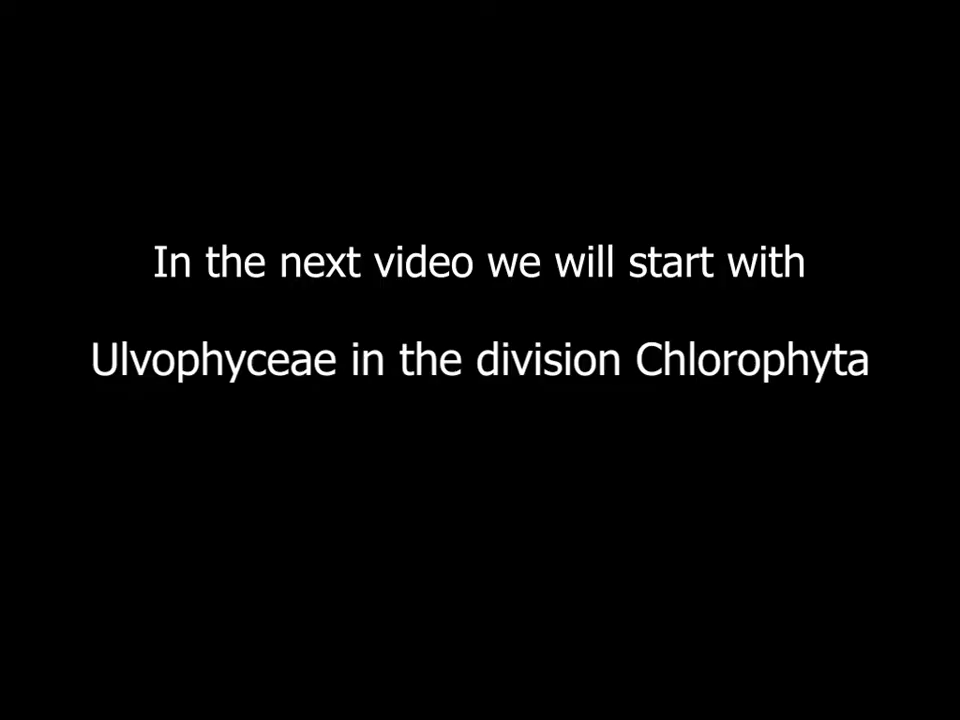 In the next video we will start with
Ulvophyceae in the division Chlorophyta